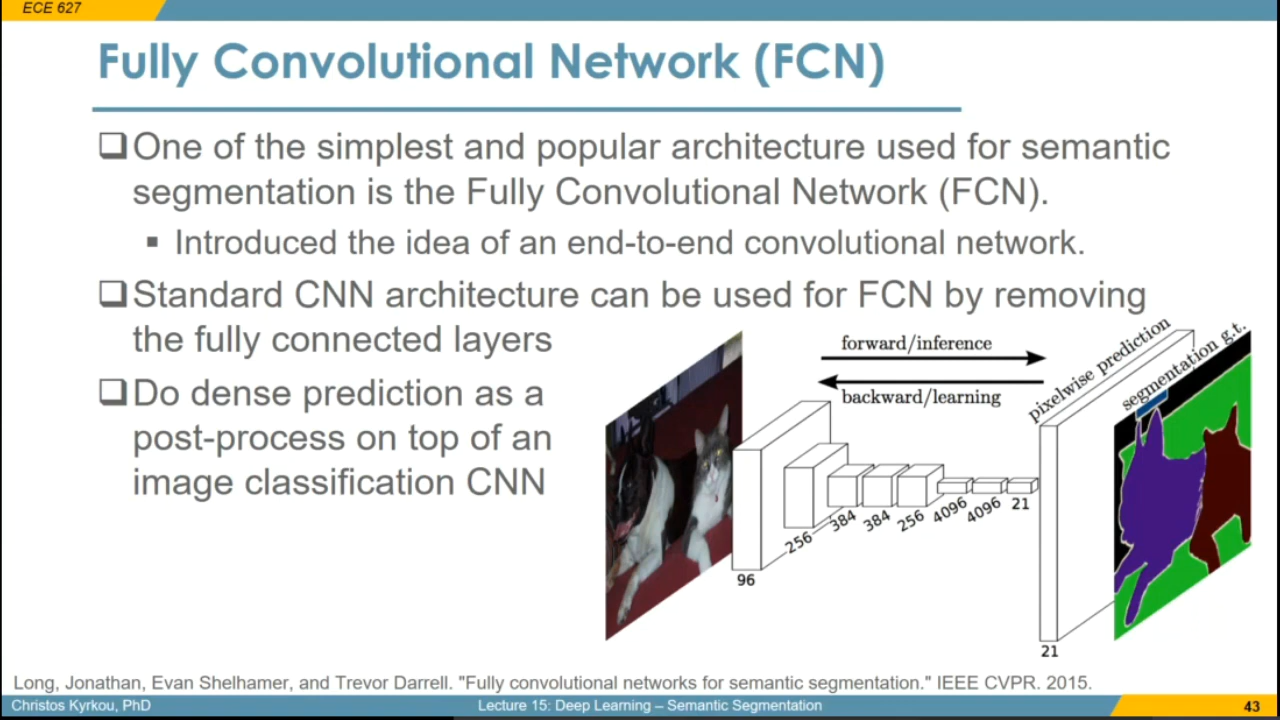 ECE 627
Fully Convolutional Network (FCN)
One of the simplest and popular architecture used for semantic
segmentation is the Fully Convolutional Network (FCN).
Introduced the idea of an end-to-end convolutional network.
Standard CNN architecture can be used for FCN by removing
the fully connected layers
Do dense prediction as a
post-process on top of an
image classification CNN
forward/inference
backward/learning
pixelwise prediction
segmentation g.t.
96
256
384
384
256
4096
4096
21
21
Long, Jonathan, Evan Shelhamer, and Trevor Darrell. "Fully convolutional networks for semantic segmentation." IEEE CVPR. 2015.
Christos Kyrkou, PhD
Lecture 15: Deep Learning – Semantic Segmentation
43